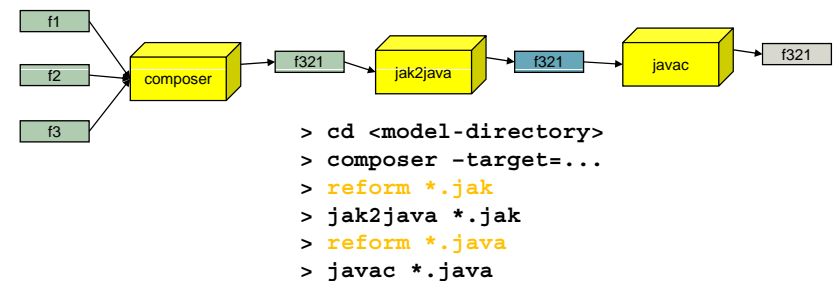 f1
f2
f3
composer
f321
jak2java
f321
javac
f321
> cd <model-directory>
> composer –target=...
> reform *.jak
> jak2java *.jak
> reform *.java
> javac *.java